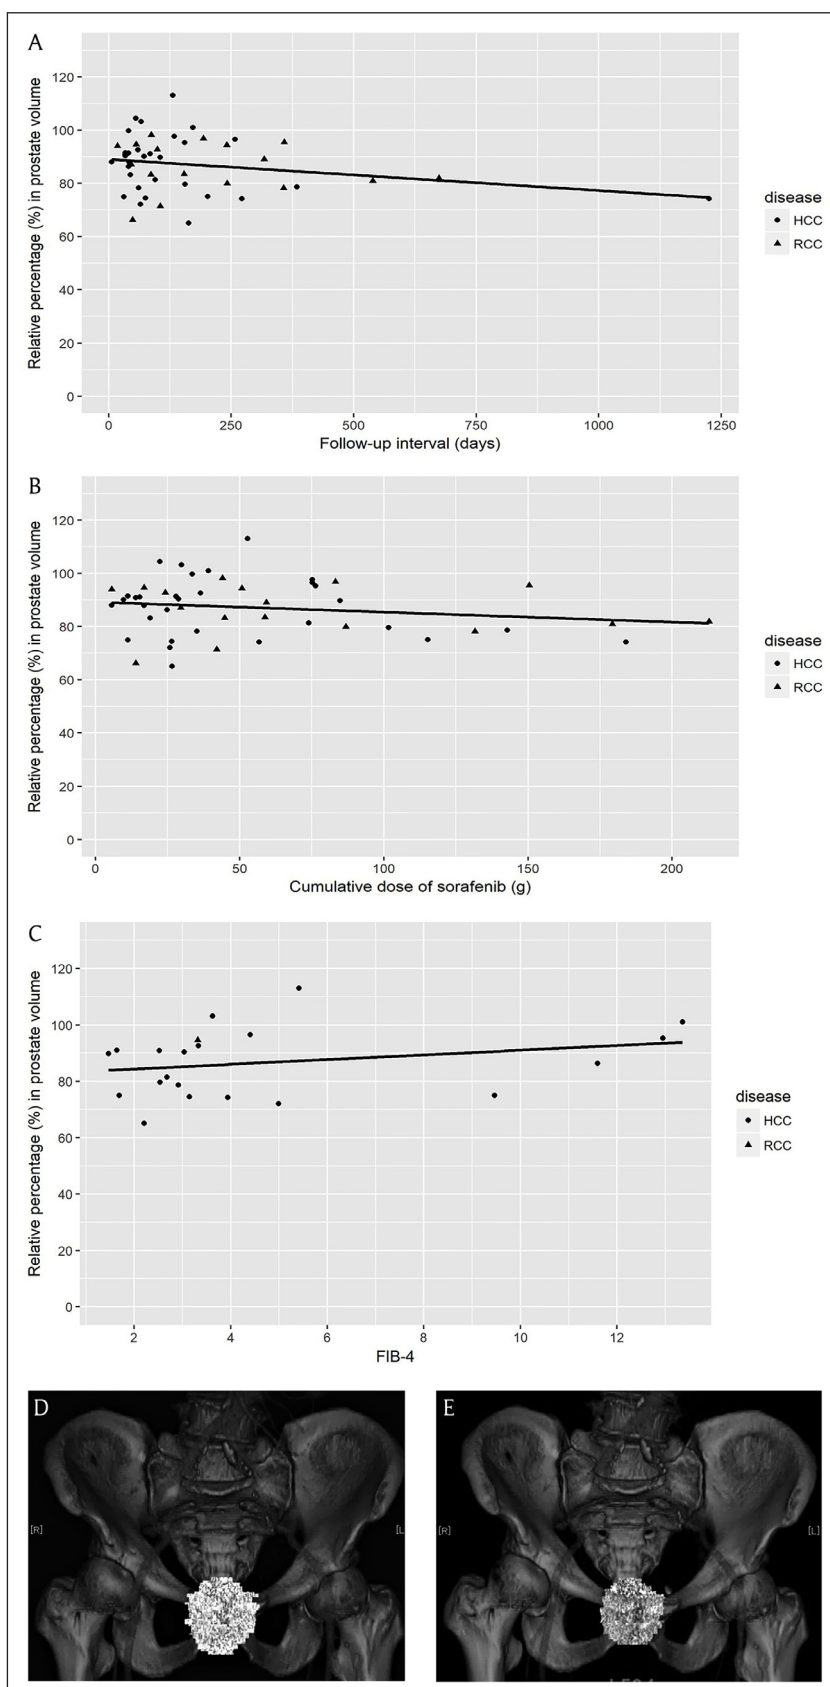 A
Relative percentage (%) in prostate volume
120
100
80
60
40
20
0
0 250 500 750 1000 1250
Follow-up interval (days)
disease
HCC
RCC
B
Relative percentage (%) in prostate volume
120
100
80
60
40
20
0
0 50 100 150 200
Cumulative dose of sorafenib (g)
disease
HCC
RCC
C
Relative percentage (%) in prostate volume
120
100
80
60
40
20
0
2 4 6 8 10 12
FIB-4
disease
HCC
RCC
D
[R]
[L
E
[R]
[L]